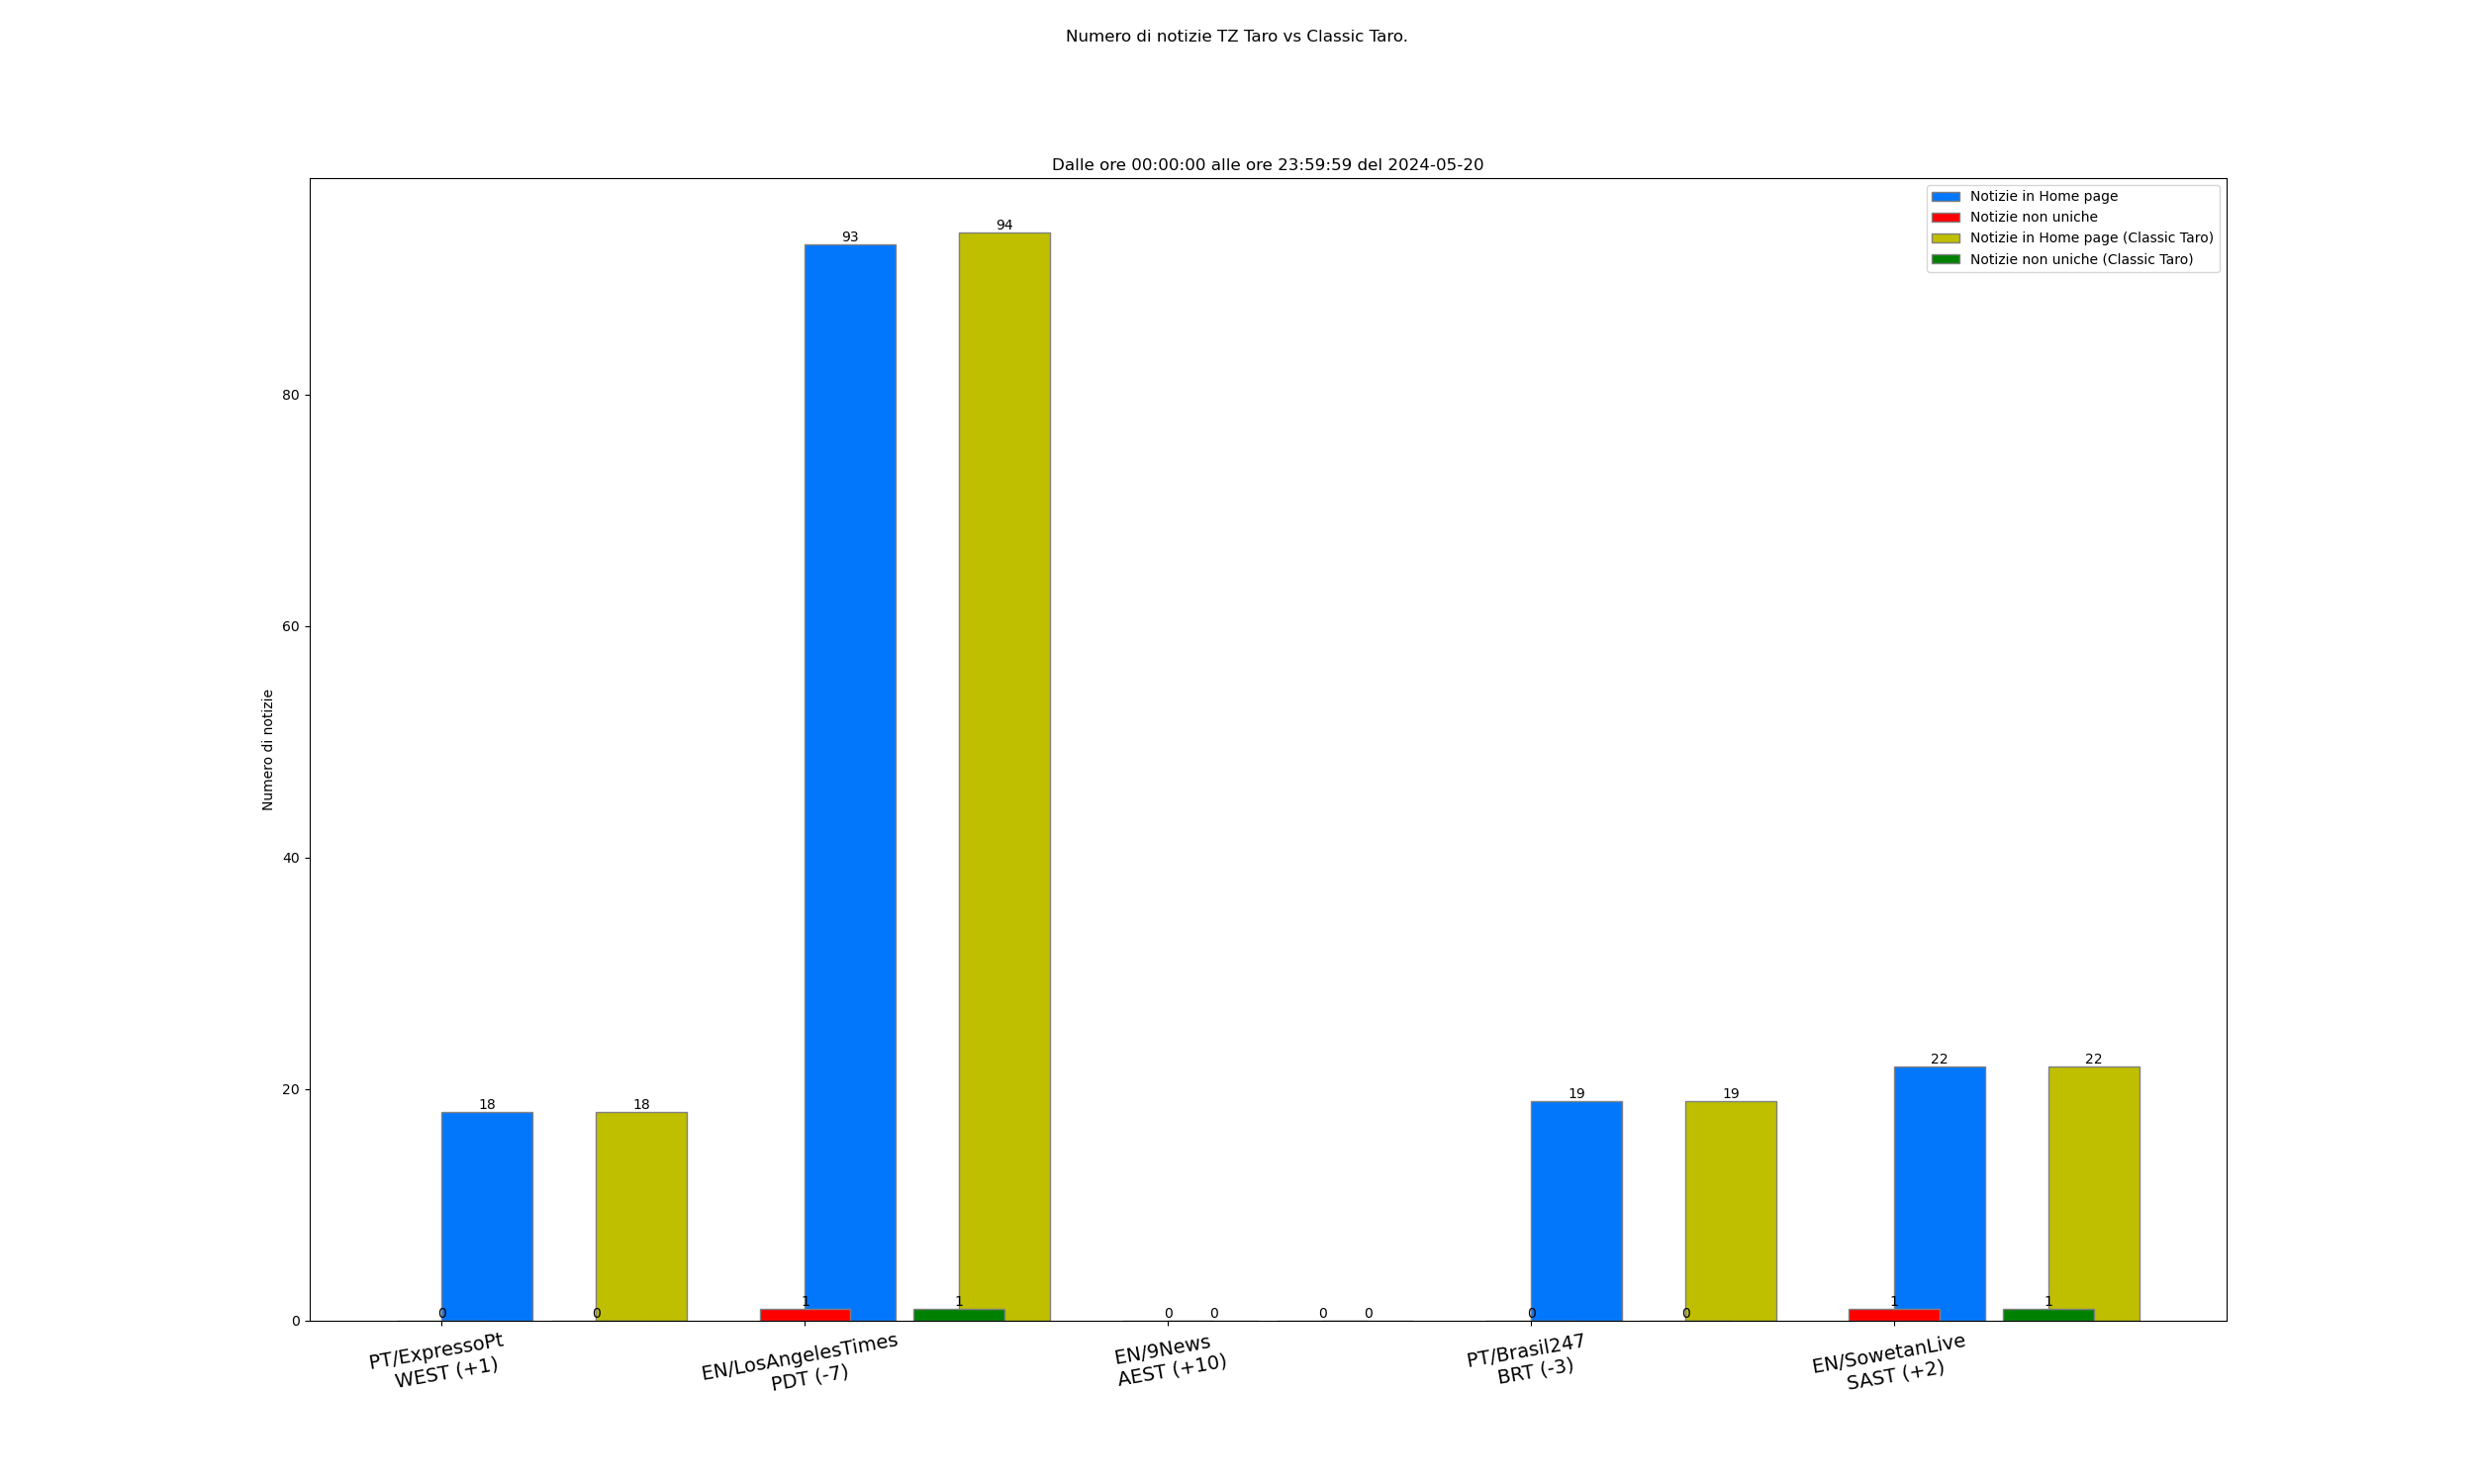 Numero di notizie TZ Taro vs Classic Taro.
Dalle ore 00:00:00 alle ore 23:59:59 del 2024-05-20
Notizie in Home page
Notizie non uniche
Notizie in Home page (Classic Taro)
Notizie non uniche (Classic Taro)
Numero di notizie
80
60
40
20
0
93
94
18
18
19
19
22
22
0
0
1
1
0
0
0
0
0
0
1
1
PT/ExpressoPt
WEST (+1)
EN/LosAngelesTimes
PDT (-7)
EN/9News
AEST (+10)
PT/Brasil247
BRT (-3)
EN/SowetanLive
SAST (+2)